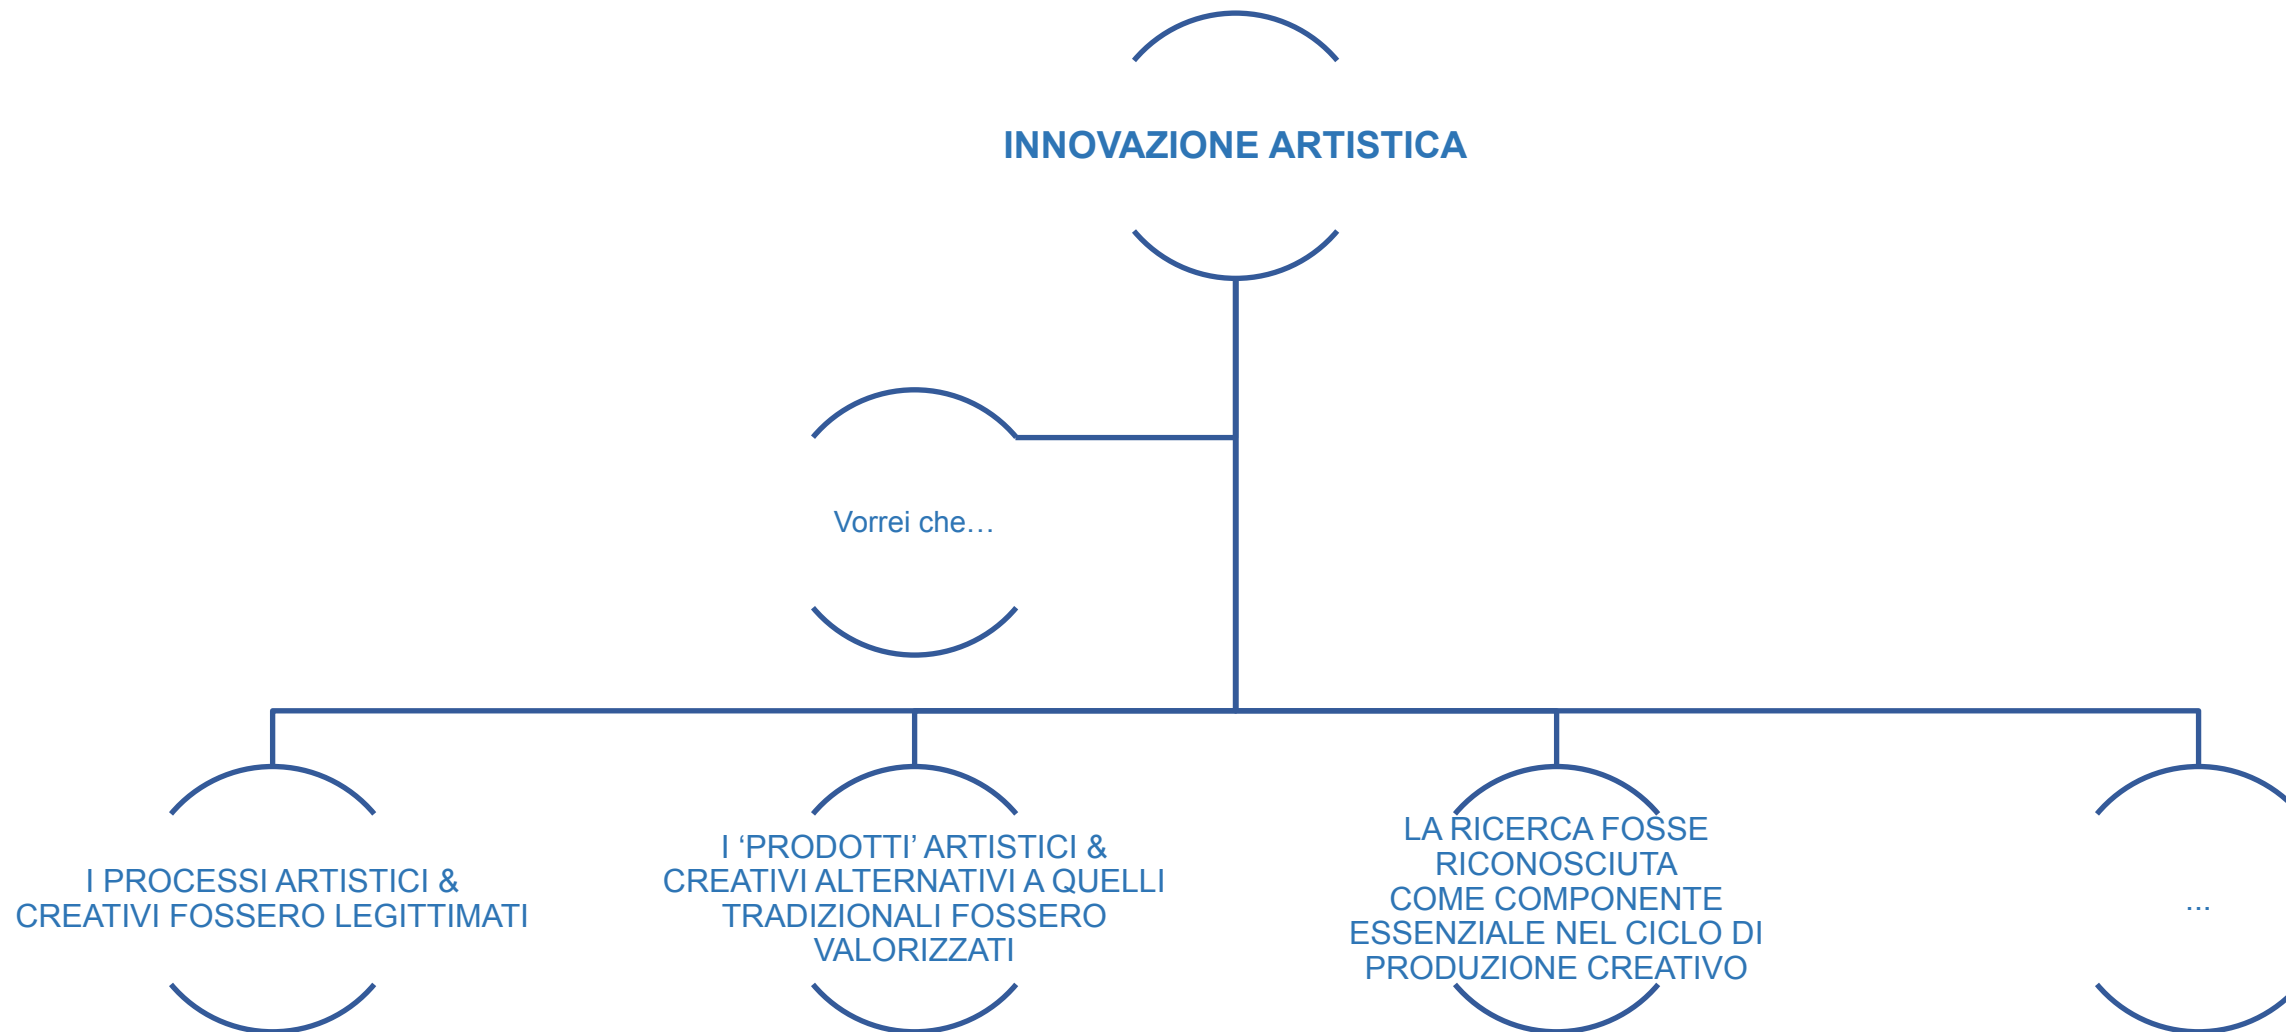 INNOVAZIONE ARTISTICA
Vorrei che…
I PROCESSI ARTISTICI &
CREATIVI FOSSERO LEGITTIMATI
I ‘PRODOTTI’ ARTISTICI &
CREATIVI ALTERNATIVI A QUELLI
TRADIZIONALI FOSSERO
VALORIZZATI
LA RICERCA FOSSE
RICONOSCIUTA
COME COMPONENTE
ESSENZIALE NEL CICLO DI
PRODUZIONE CREATIVO
...